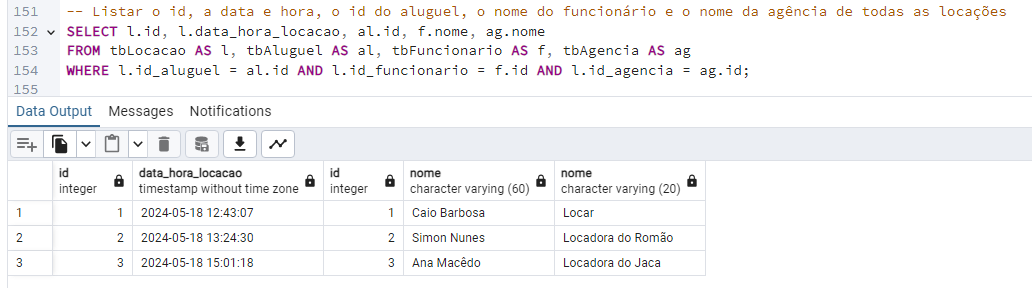 151 -- Listar o id, a data e hora, o id do aluguel, o nome do funcionário e o nome da agência de todas as locações
152 SELECT l.id, l.data_hora_locacao, al.id, f.nome, ag.nome
153 FROM tbLocacao AS l, tbAluguel AS al, tbFuncionario AS f, tbAgencia AS ag
154 WHERE l.id_aluguel = al.id AND l.id_funcionario = f.id AND l.id_agencia = ag.id;
155
Data Output Messages Notifications
id data_hora_locacao id nome nome
integer timestamp without time zone integer character varying (60) character varying (20)
1 1 2024-05-18 12:43:07 1 Caio Barbosa Locar
2 2 2024-05-18 13:24:30 2 Simon Nunes Locadora do Romão
3 3 2024-05-18 15:01:18 3 Ana Macêdo Locadora do Jaca